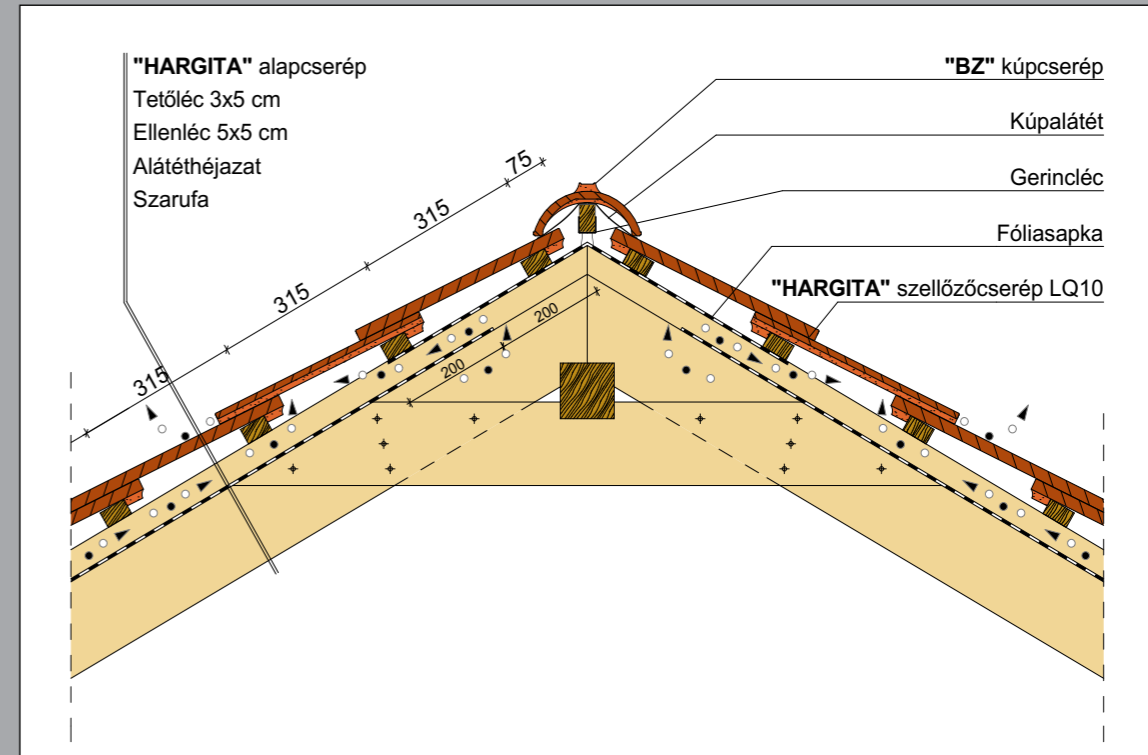 "HARGITA" alapcserép
Tetőléc 3x5 cm
Ellenléc 5x5 cm
Alátéthéjazat
Szarufa
"BZ" kúpcserép
Kúpalátét
Gerincléc
Fóliasapka
"HARGITA" szellőzőcserép LQ10
75
315
315
315
200
200